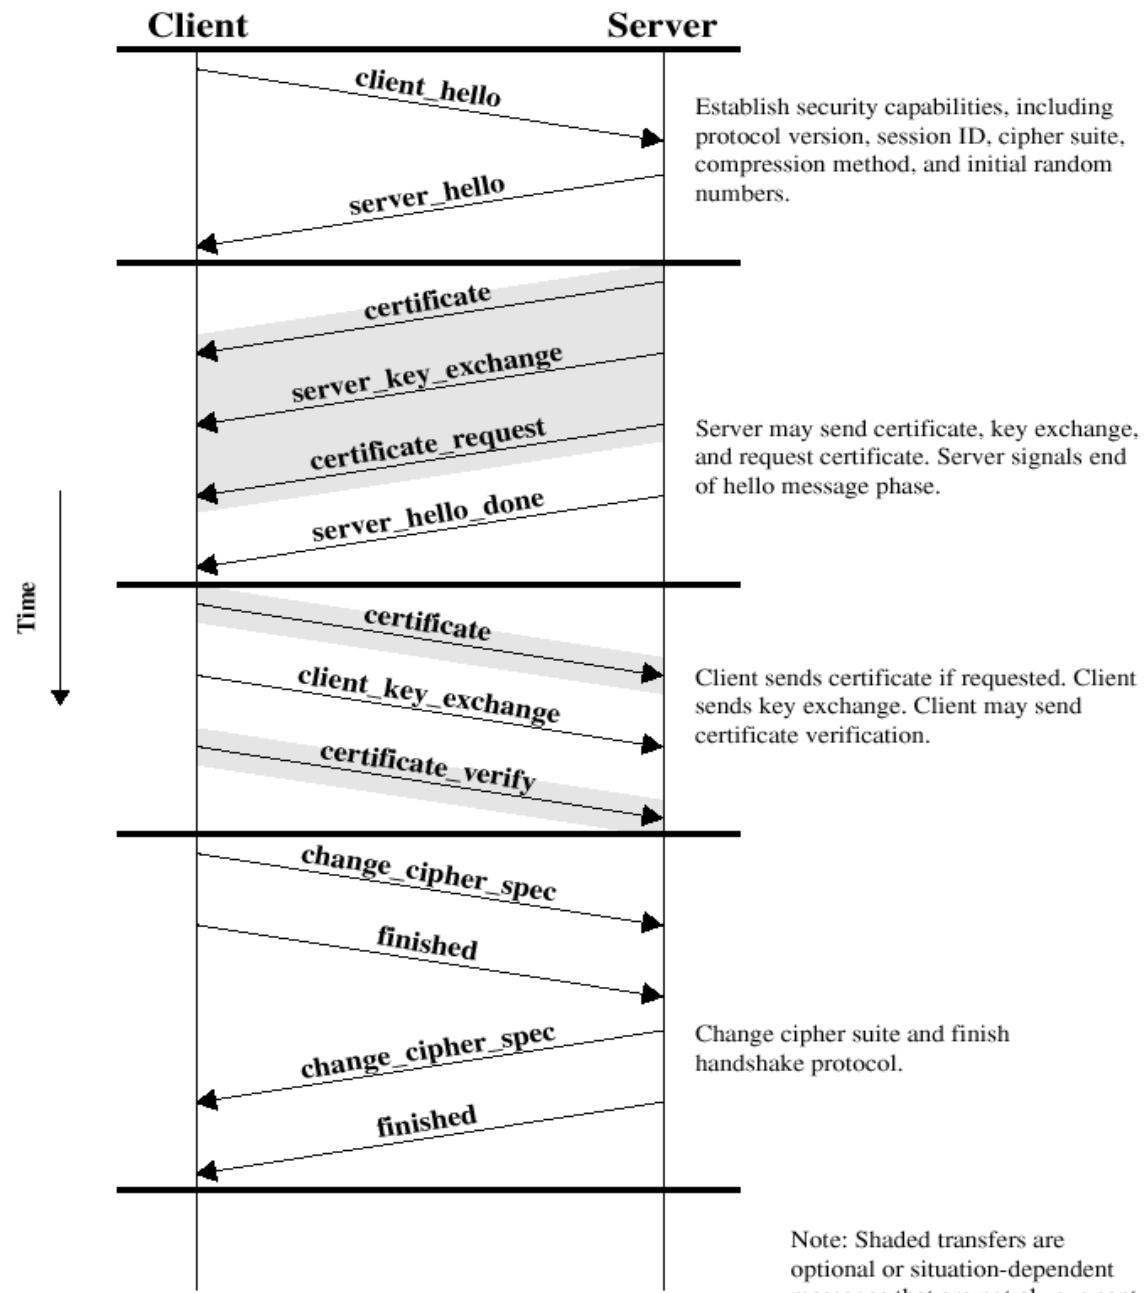 Client Server
client_hello
Establish security capabilities, including
protocol version, session ID, cipher suite,
compression method, and initial random
numbers.
server_hello
certificate
server_key_exchange
certificate_request
Server may send certificate, key exchange,
and request certificate. Server signals end
of hello message phase.
server_hello_done
Time
certificate
client_key_exchange
Client sends certificate if requested. Client
sends key exchange. Client may send
certificate verification.
certificate_verify
change_cipher_spec
finished
change_cipher_spec
Change cipher suite and finish
handshake protocol.
finished
Note: Shaded transfers are
optional or situation-dependent